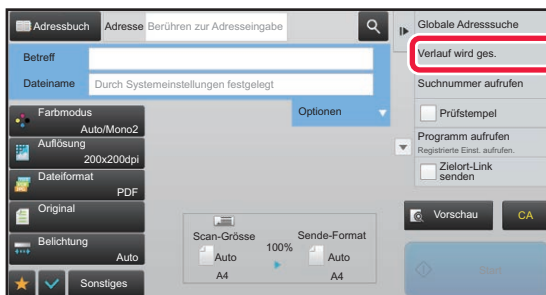 Adressbuch
Adresse
Berühren zur Adresseingabe
Betreff
Dateiname
Durch Systemeinstellungen festgelegt
Optionen
Farbmodus
Auto/Mono2
Auflösung
200x200dpi
Dateiformat
PDF
Original
Belichtung
Auto
Sonstiges
Scan-Grösse
Auto
A4
100%
Sende-Format
Auto
A4
Globale Adresssuche
Verlauf wird ges.
Suchnummer aufrufen
Prüfstempel
Programm aufrufen
Registrierte Einst. aufrufen.
Zielort-Link
senden
Vorschau
CA
Start